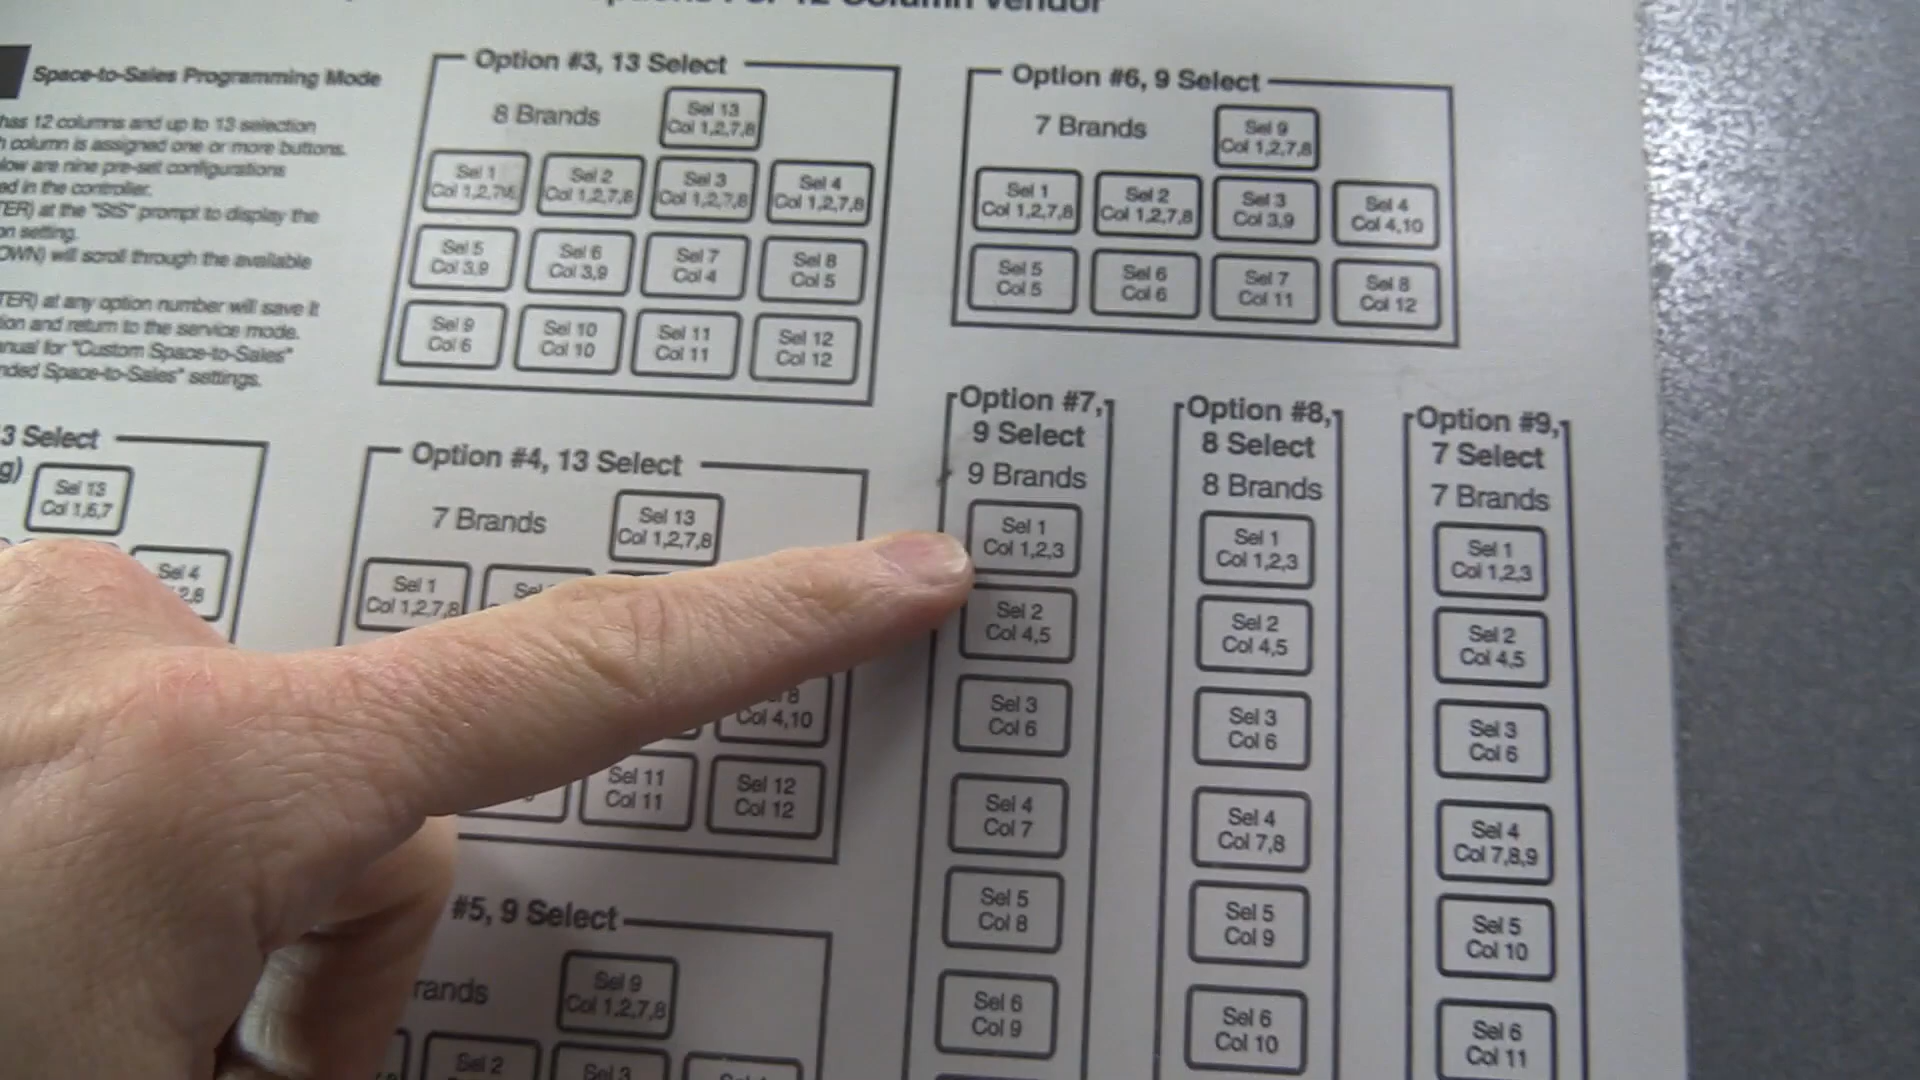 For 12 Column Vendor
Space-to-Sales Programming Mode
has 12 columns and up to 13 selection
column is assigned one or more buttons.
are nine pre-set configurations
in the controller.
at the "StS" prompt to display the
setting.
will scroll through the available
at any option number will save it
and return to the service mode.
for "Custom Space-to-Sales"
Space-to-Sales" settings.
Option #3, 13 Select
8 Brands
Sel 13
Col 1,2,7,8
Sel 1
Col 1,2,7,8
Sel 2
Col 1,2,7,8
Sel 3
Col 1,2,7,8
Sel 4
Col 1,2,7,8
Sel 5
Col 3,9
Sel 6
Col 3,9
Sel 7
Col 4
Sel 8
Col 5
Sel 9
Col 6
Sel 10
Col 10
Sel 11
Col 11
Sel 12
Col 12
Option #6, 9 Select
7 Brands
Sel 9
Col 1,2,7,8
Sel 1
Col 1,2,7,8
Sel 2
Col 1,2,7,8
Sel 3
Col 3,9
Sel 4
Col 4,10
Sel 5
Col 5
Sel 6
Col 6
Sel 7
Col 11
Sel 8
Col 12
3 Select
g)
Sel 13
Col 1,6,7
Sel 4
2,8
Option #4, 13 Select
7 Brands
Sel 13
Col 1,2,7,8
Sel 1
Col 1,2,7,8
8
Col 4,10
Sel 11
Col 11
Sel 12
Col 12
#5, 9 Select
rands
Sel 9
Col 1,2,7,8
Sel 2
Sel 3
Option #7,
9 Select
9 Brands
Sel 1
Col 1,2,3
Sel 2
Col 4,5
Sel 3
Col 6
Sel 4
Col 7
Sel 5
Col 8
Sel 6
Col 9
Option #8,
8 Select
8 Brands
Sel 1
Col 1,2,3
Sel 2
Col 4,5
Sel 3
Col 6
Sel 4
Col 7,8
Sel 5
Col 9
Sel 6
Col 10
Option #9,
7 Select
7 Brands
Sel 1
Col 1,2,3
Sel 2
Col 4,5
Sel 3
Col 6
Sel 4
Col 7,8,9
Sel 5
Col 10
Sel 6
Col 11